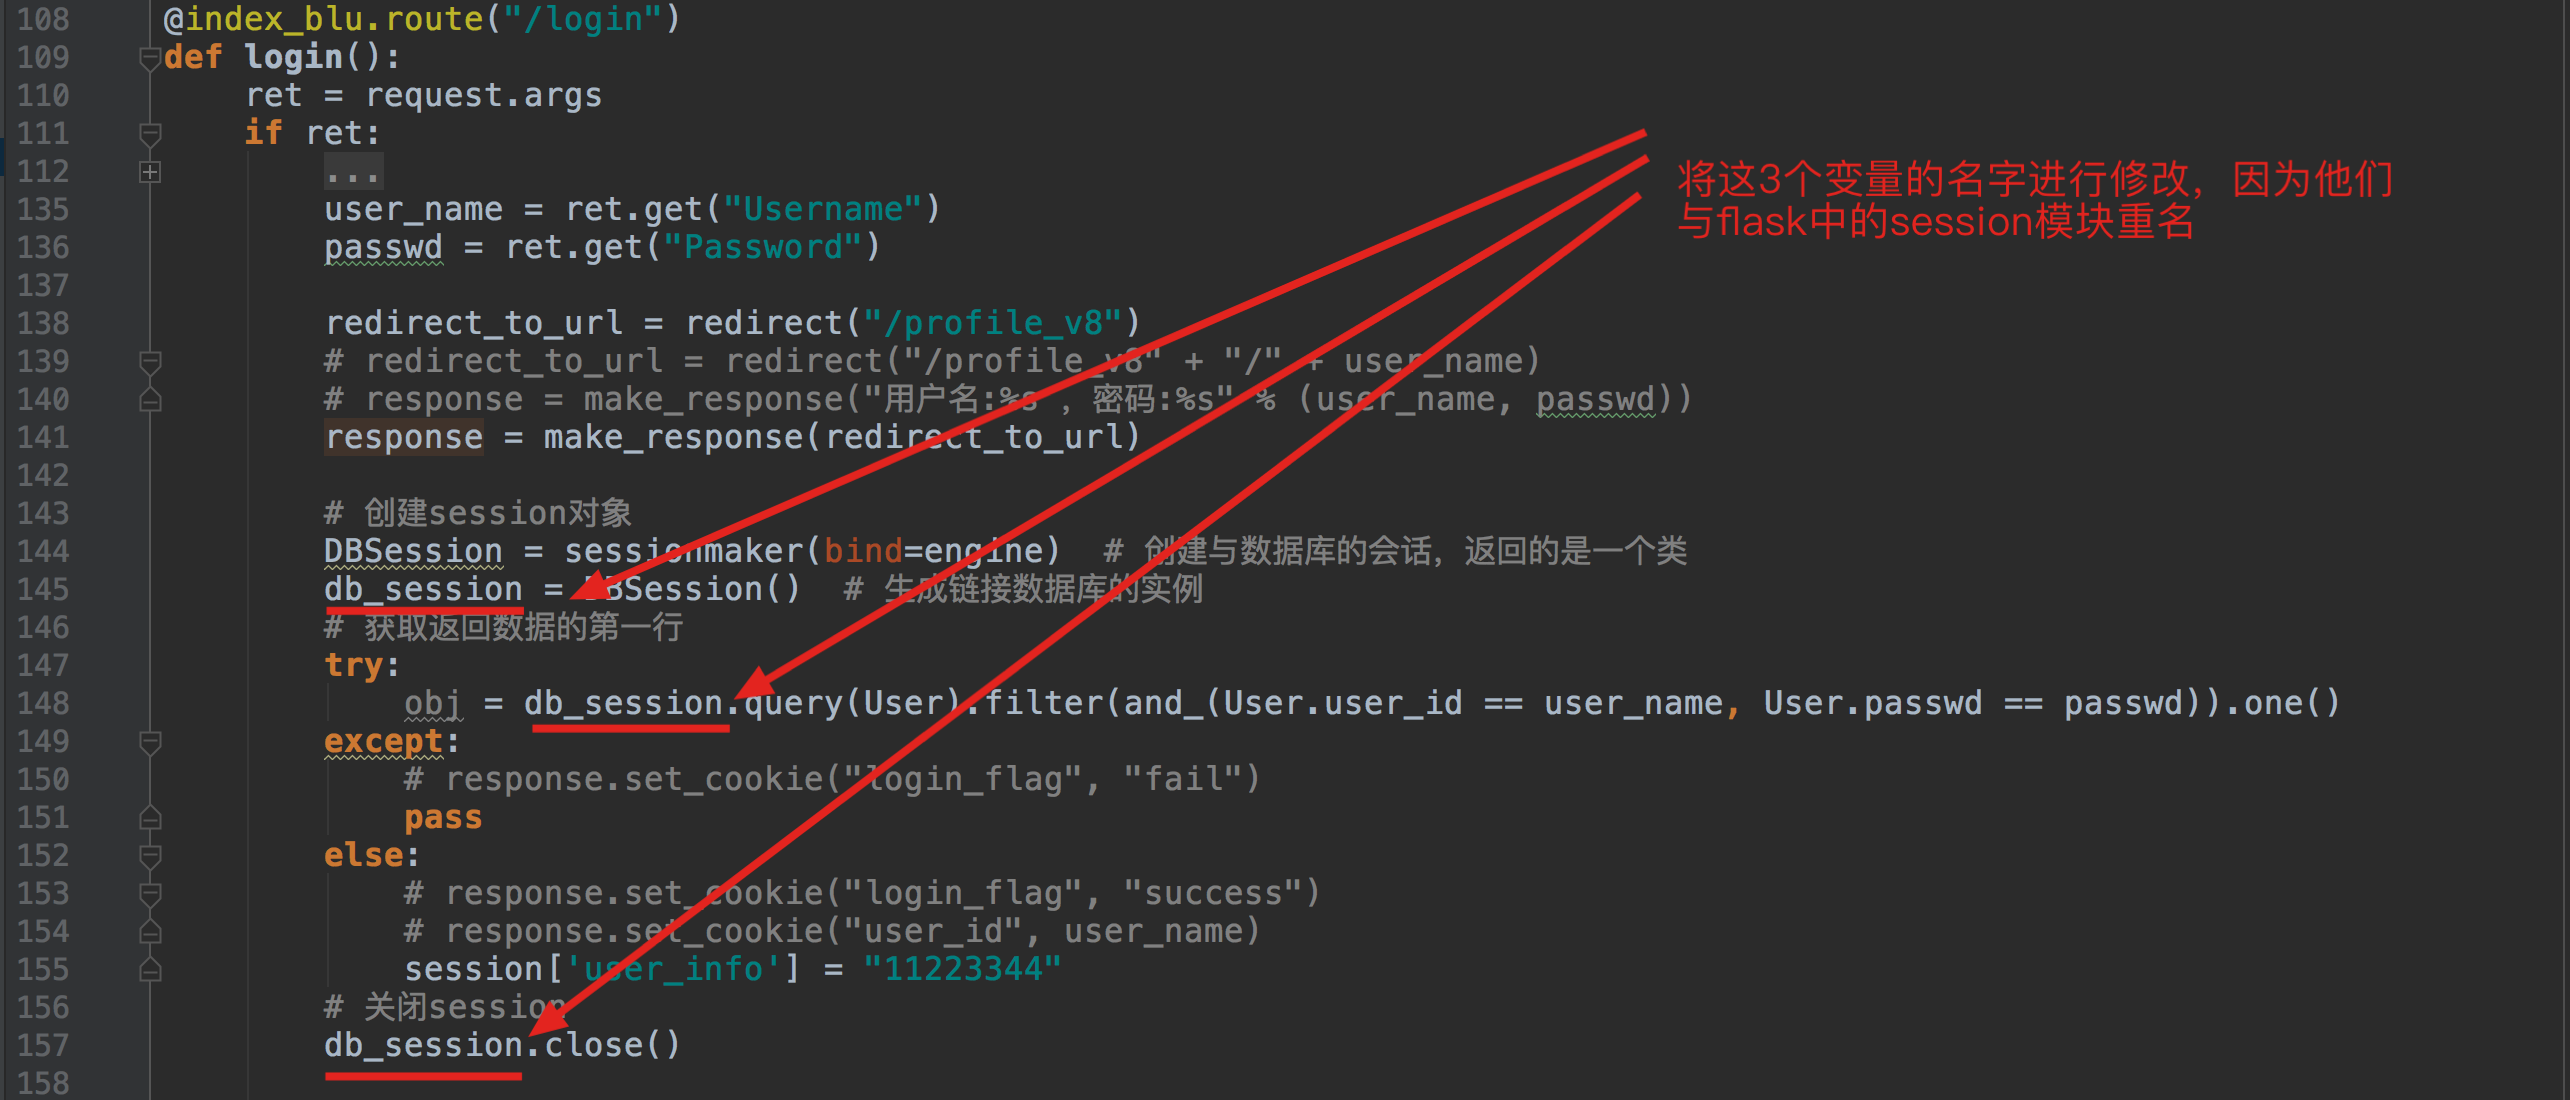 108 @index_blu.route("/login")
109 def login():
110 ret = request.args
111 if ret:
112 ...
135 user_name = ret.get("Username")
136 passwd = ret.get("Password")
137
138 redirect_to_url = redirect("/profile_v8")
139 # redirect_to_url = redirect("/profile_v8" + "/" + user_name)
140 # response = make_response("用户名:%s ，密码:%s" % (user_name, passwd))
141 response = make_response(redirect_to_url)
142
143 # 创建session对象
144 DBSession = sessionmaker(bind=engine)  # 创建与数据库的会话，返回的是一个类
145 db_session = DBSession()  # 生成链接数据库的实例
146 # 获取返回数据的第一行
147 try:
148 obj = db_session.query(User).filter(and_(User.user_id == user_name, User.passwd == passwd)).one()
149 except:
150 # response.set_cookie("login_flag", "fail")
151 pass
152 else:
153 # response.set_cookie("login_flag", "success")
154 # response.set_cookie("user_id", user_name)
155 session['user_info'] = "11223344"
156 # 关闭session
157 db_session.close()
158
将这3个变量的名字进行修改，因为他们
与flask中的session模块重名